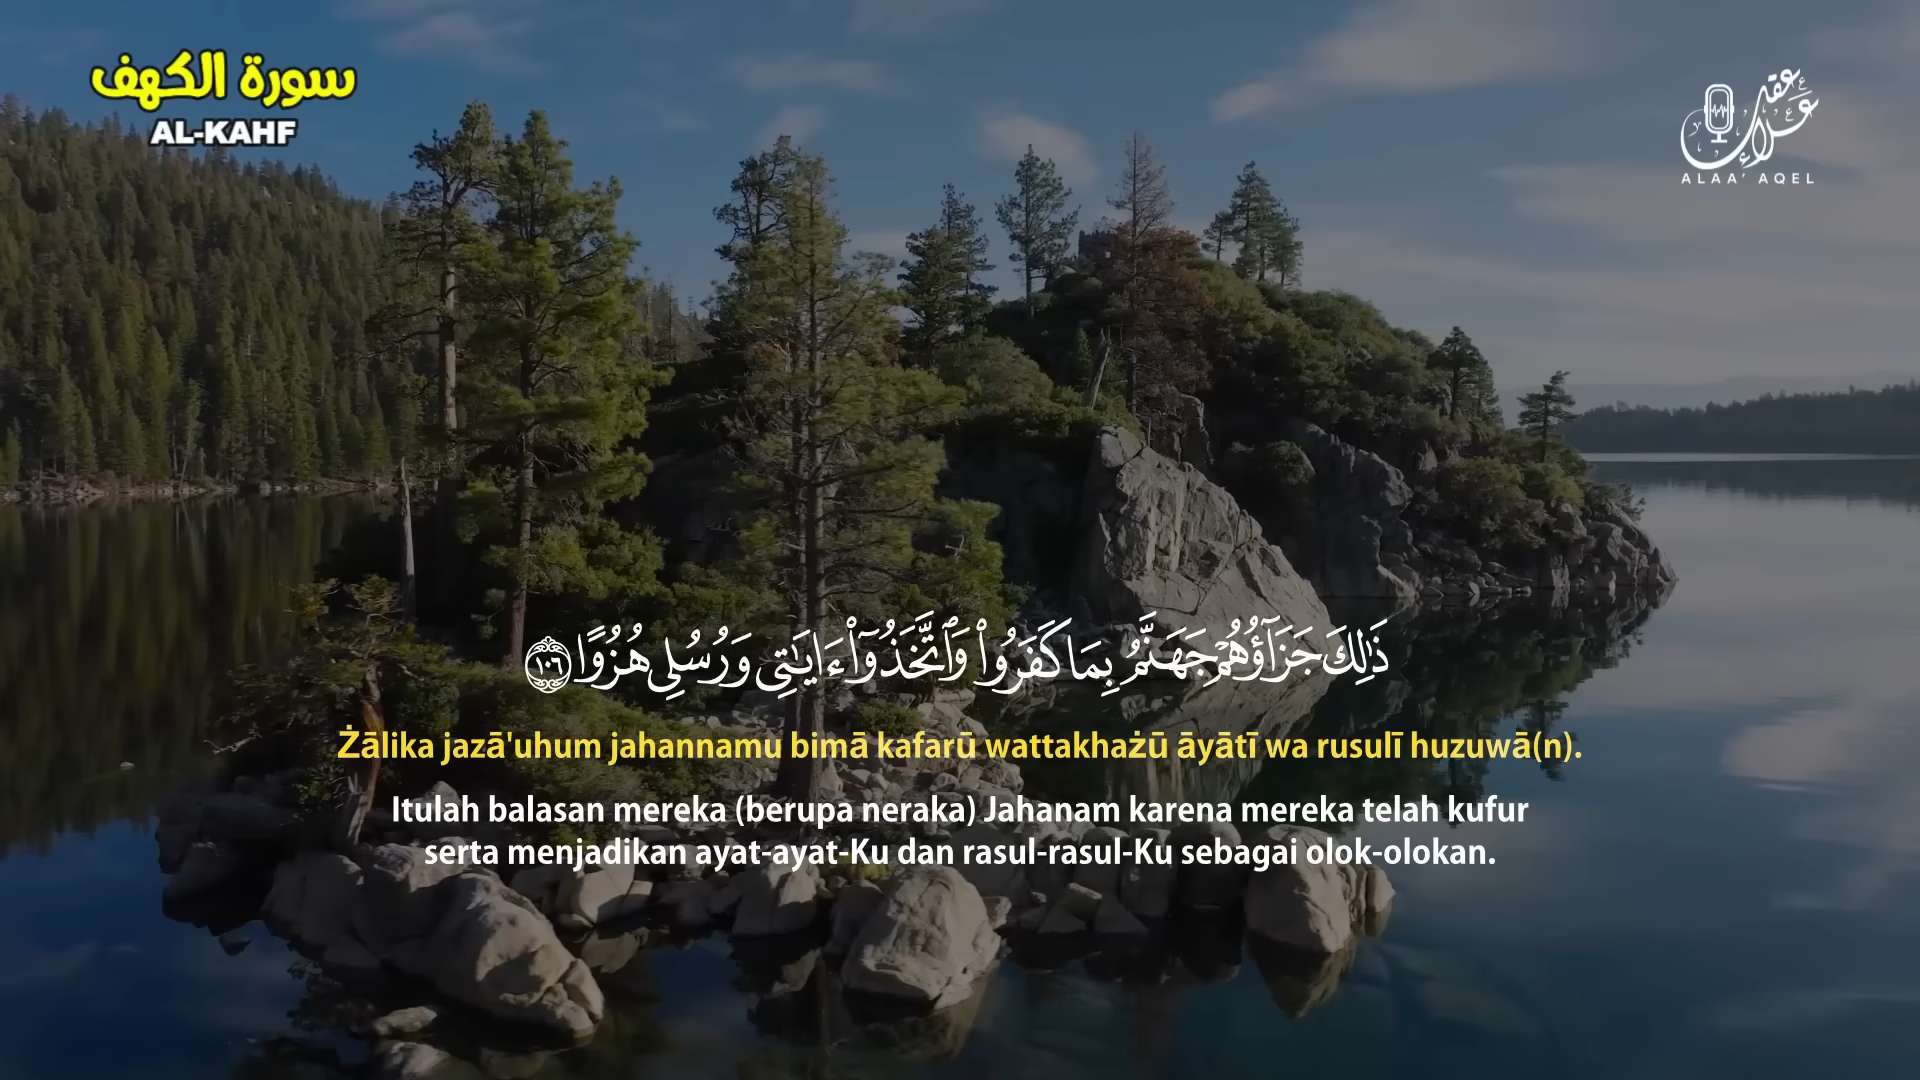 سورة الكهف
AL-KAHF
عقل
علاء
ALAA' AQEL
ذَٰلِكَ جَزَآؤُهُمْ جَهَنَّمُ بِمَا كَفَرُوا۟ وَٱتَّخَذُوٓا۟ ءَايَـٰتِى وَرُسُلِى هُزُوًا ١٠٦
Żālika jazā'uhum jahannamu bimā kafarū wattakhażū āyātī wa rusulī huzuwā(n).
Itulah balasan mereka (berupa neraka) Jahanam karena mereka telah kufur
serta menjadikan ayat-ayat-Ku dan rasul-rasul-Ku sebagai olok-olokan.